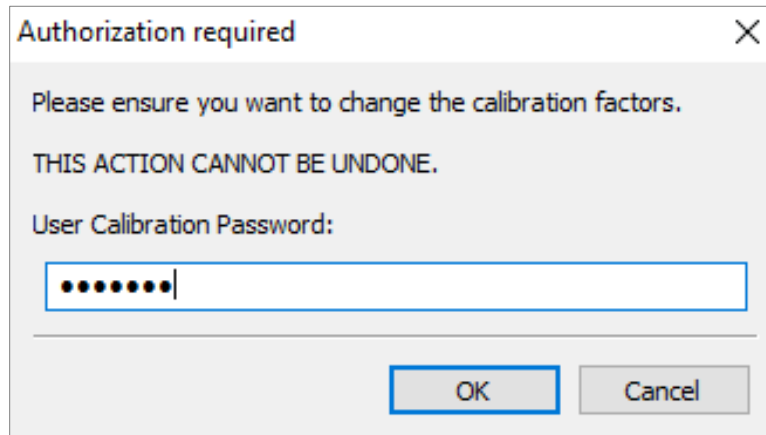 Authorization required
Please ensure you want to change the calibration factors.
THIS ACTION CANNOT BE UNDONE.
User Calibration Password:
●●●●●●●
OK
Cancel